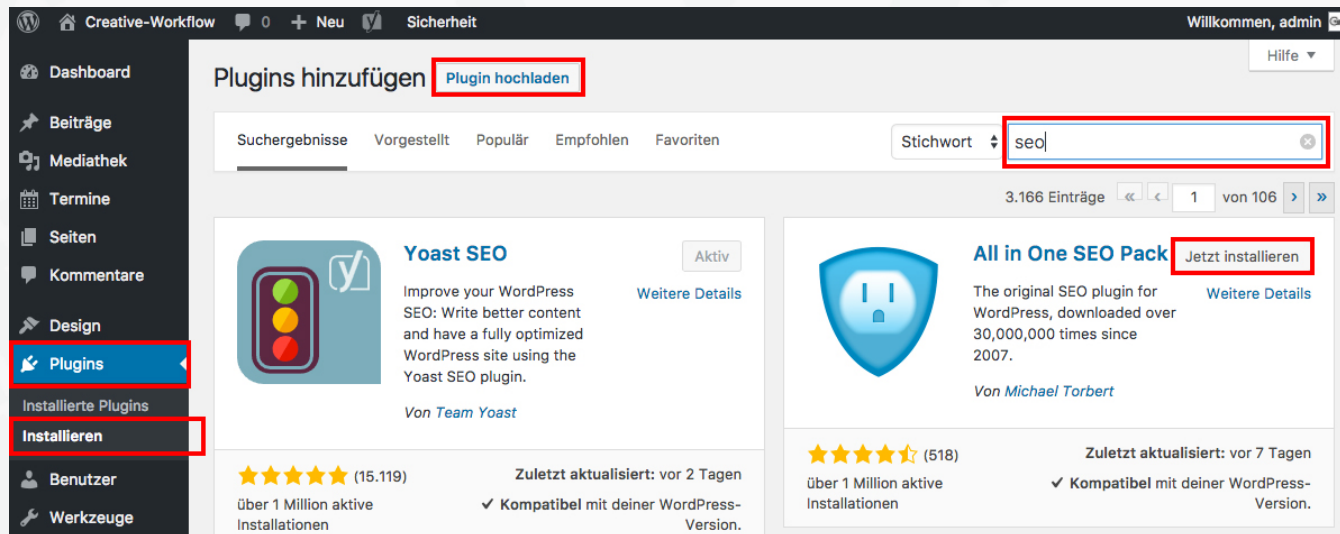 Creative-Workflow 0 + Neu Sicherheit Willkommen, admin
Dashboard
Beiträge
Mediathek
Termine
Seiten
Kommentare
Design
Plugins
Installierte Plugins
Installieren
Benutzer
Werkzeuge
Hilfe
Plugins hinzufügen Plugin hochladen
Suchergebnisse Vorgestellt Populär Empfohlen Favoriten Stichwort seo
3.166 Einträge « ‹ 1 von 106 › »
Yoast SEO
Aktiv
Weitere Details
Improve your WordPress
SEO: Write better content
and have a fully optimized
WordPress site using the
Yoast SEO plugin.
Von Team Yoast
(15.119)
über 1 Million aktive
Installationen
Zuletzt aktualisiert: vor 2 Tagen
✓ Kompatibel mit deiner WordPress-
Version.
All in One SEO Pack
Jetzt installieren
Weitere Details
The original SEO plugin for
WordPress, downloaded over
30,000,000 times since
2007.
Von Michael Torbert
(518)
über 1 Million aktive
Installationen
Zuletzt aktualisiert: vor 7 Tagen
✓ Kompatibel mit deiner WordPress-
Version.